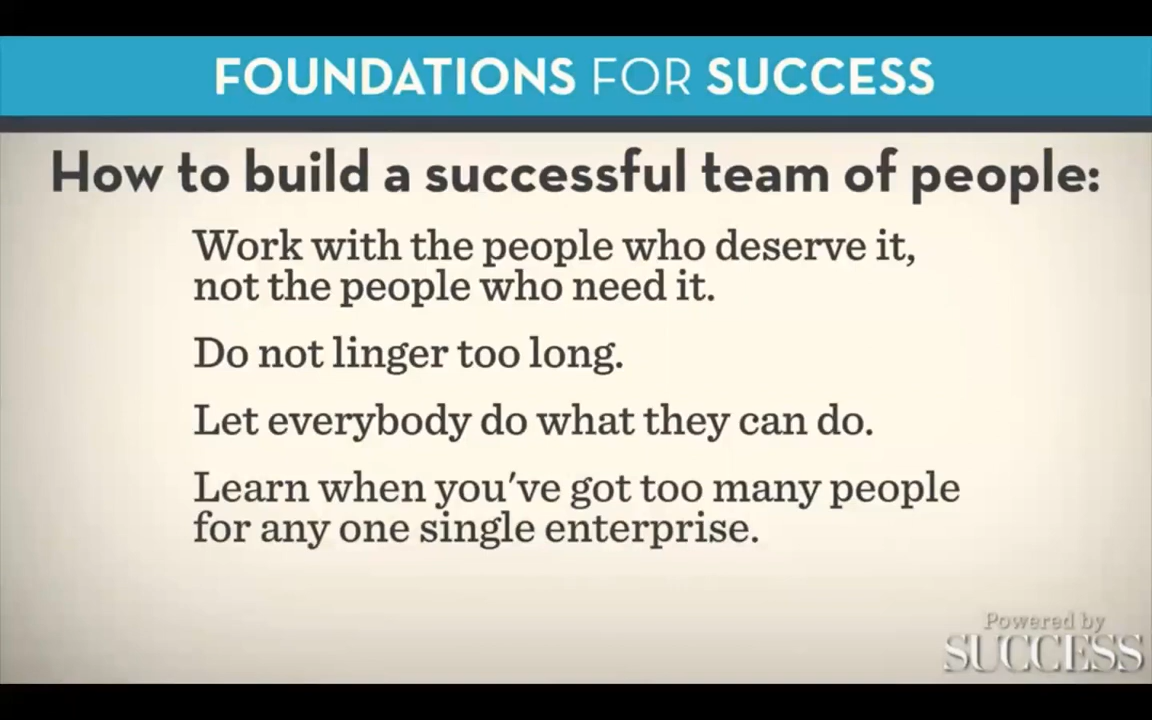 FOUNDATIONS FOR SUCCESS
How to build a successful team of people:
Work with the people who deserve it,
not the people who need it.
Do not linger too long.
Let everybody do what they can do.
Learn when you've got too many people
for any one single enterprise.
Powered by
SUCCESS